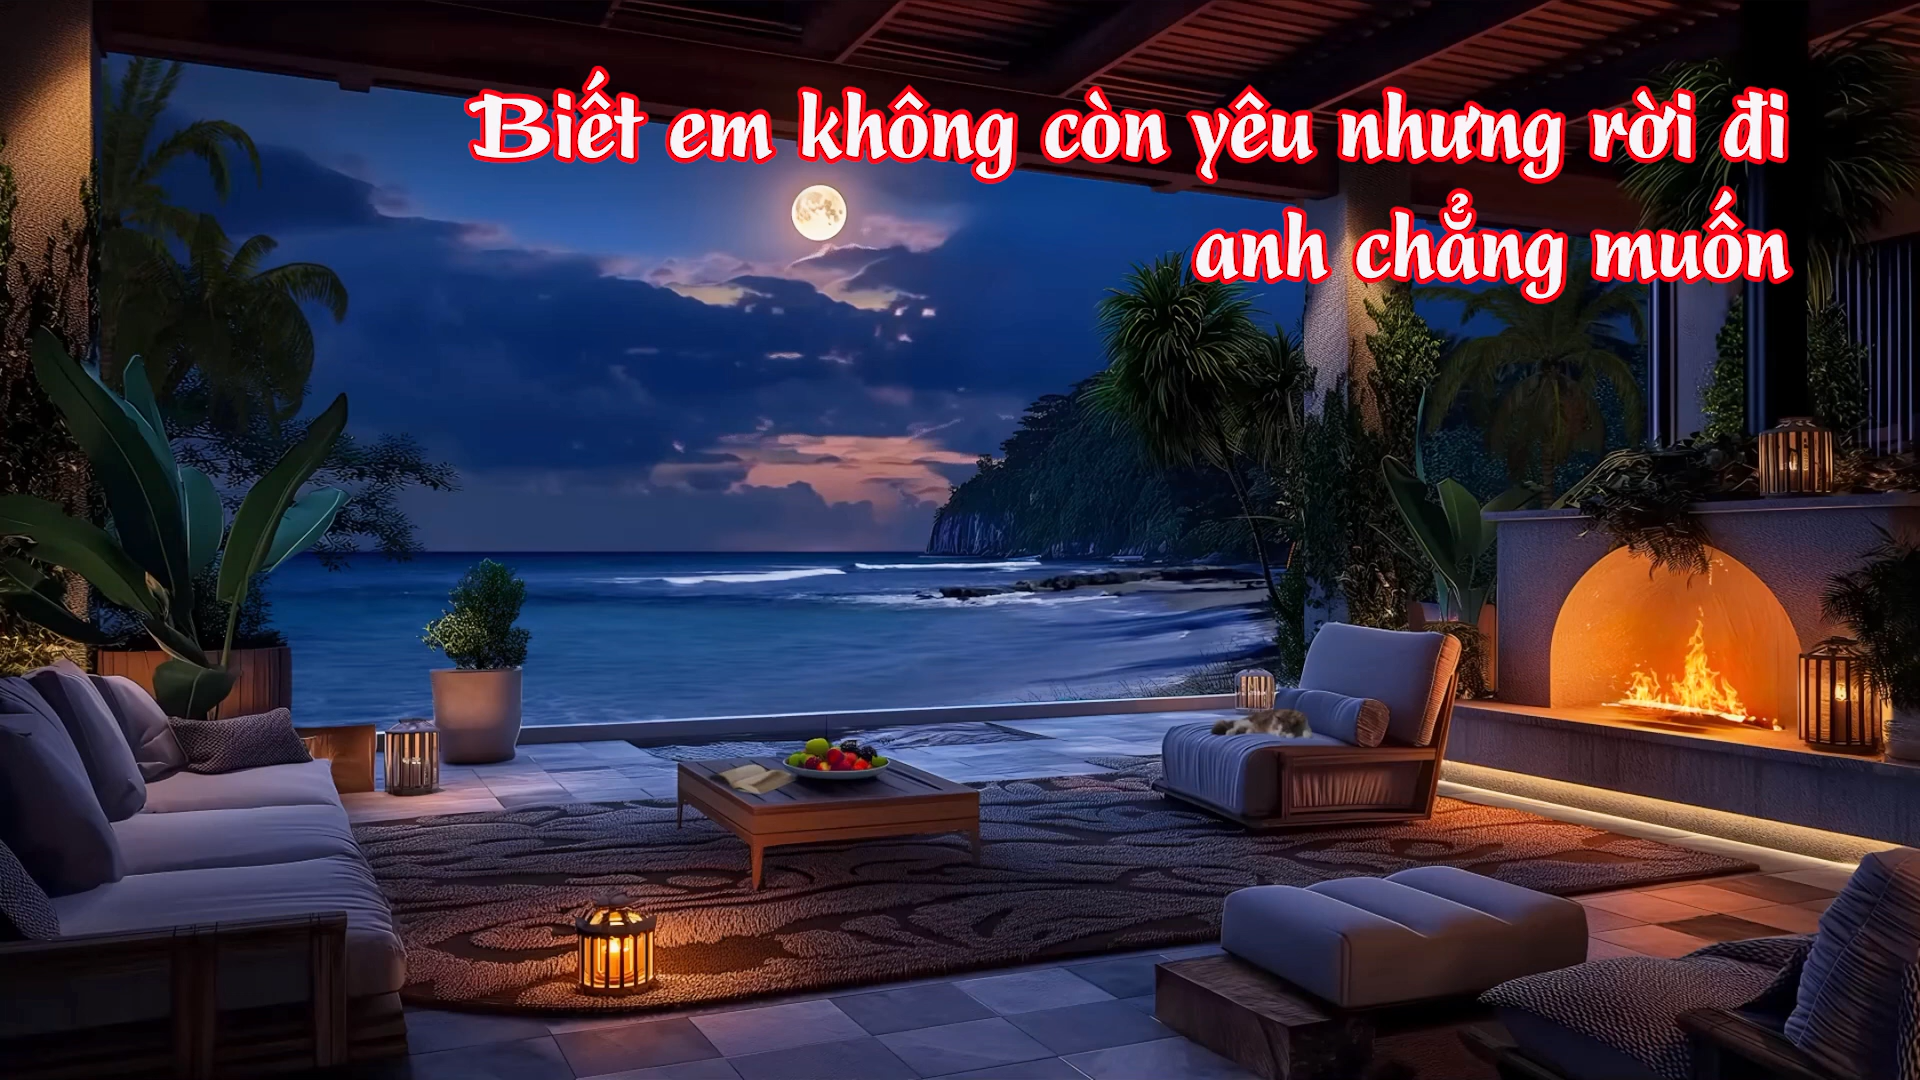 Biết em không còn yêu nhưng rời đi
anh chẳng muốn